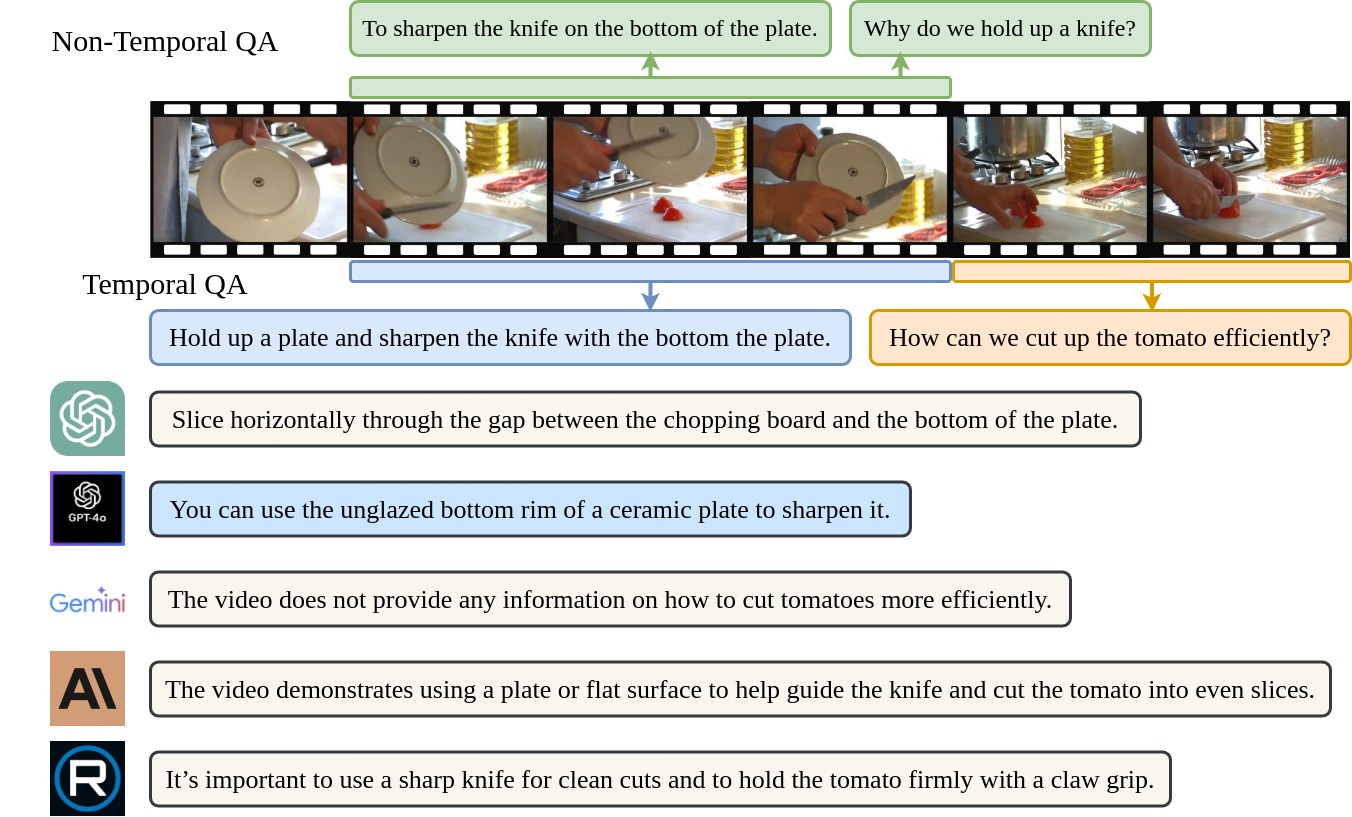 Non-Temporal QA
To sharpen the knife on the bottom of the plate.
Why do we hold up a knife?
Temporal QA
Hold up a plate and sharpen the knife with the bottom the plate.
How can we cut up the tomato efficiently?
Slice horizontally through the gap between the chopping board and the bottom of the plate.
GPT-4o
You can use the unglazed bottom rim of a ceramic plate to sharpen it.
Gemini
The video does not provide any information on how to cut tomatoes more efficiently.
AI
The video demonstrates using a plate or flat surface to help guide the knife and cut the tomato into even slices.
R
It’s important to use a sharp knife for clean cuts and to hold the tomato firmly with a claw grip.